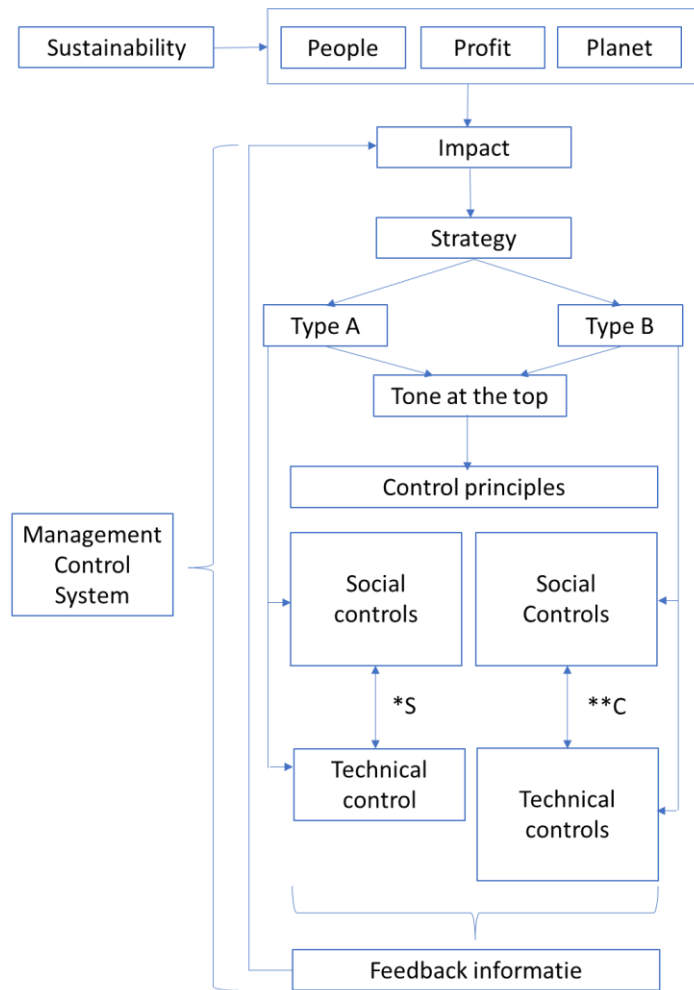 Sustainability
People
Profit
Planet
Impact
Strategy
Type A
Type B
Tone at the top
Control principles
Management
Control
System
Social
controls
Social
Controls
*S
**C
Technical
control
Technical
controls
Feedback informatie